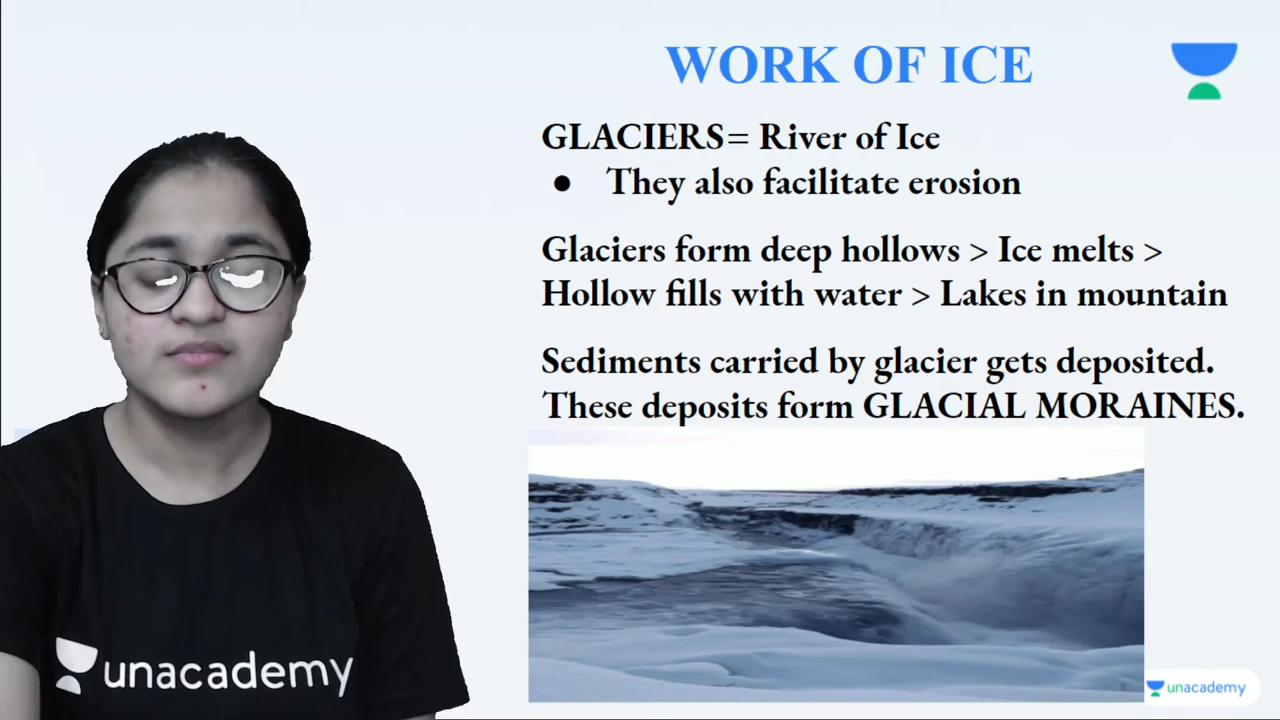 WORK OF ICE
GLACIERS= River of Ice
● They also facilitate erosion
Glaciers form deep hollows > Ice melts >
Hollow fills with water > Lakes in mountain
Sediments carried by glacier gets deposited.
These deposits form GLACIAL MORAINES.
unacademy
unacademy